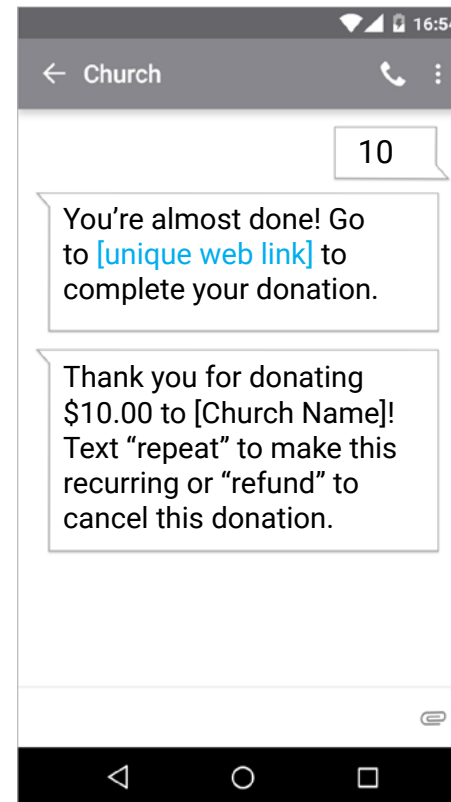 16:54
Church
10
You’re almost done! Go
to [unique web link] to
complete your donation.
Thank you for donating
$10.00 to [Church Name]!
Text “repeat” to make this
recurring or “refund” to
cancel this donation.